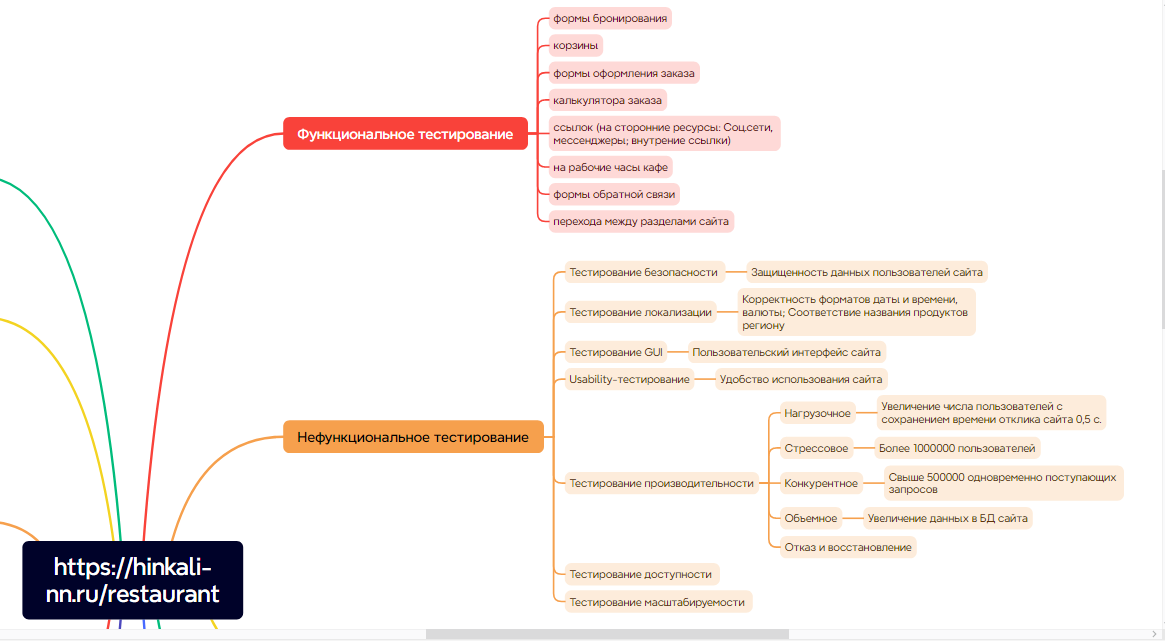 формы бронирования
корзины
формы оформления заказа
калькулятора заказа
ссылок (на сторонние ресурсы: Соц.сети,
мессенджеры; внутрение ссылки)
на рабочие часы кафе
формы обратной связи
перехода между разделами сайта
Функциональное тестирование
Тестирование безопасности
Защищенность данных пользователей сайта
Тестирование локализации
Корректность форматов даты и времени,
валюты; Соответствие названия продуктов
региону
Тестирование GUI
Пользовательский интерфейс сайта
Usability-тестирование
Удобство использования сайта
Нефункциональное тестирование
Тестирование производительности
Нагрузочное
Увеличение числа пользователей с
сохранением времени отклика сайта 0,5 с.
Стрессовое
Более 1000000 пользователей
Конкурентное
Свыше 500000 одновременно поступающих
запросов
Объемное
Увеличение данных в БД сайта
Отказ и восстановление
Тестирование доступности
Тестирование масштабируемости
https://hinkali-
nn.ru/restaurant